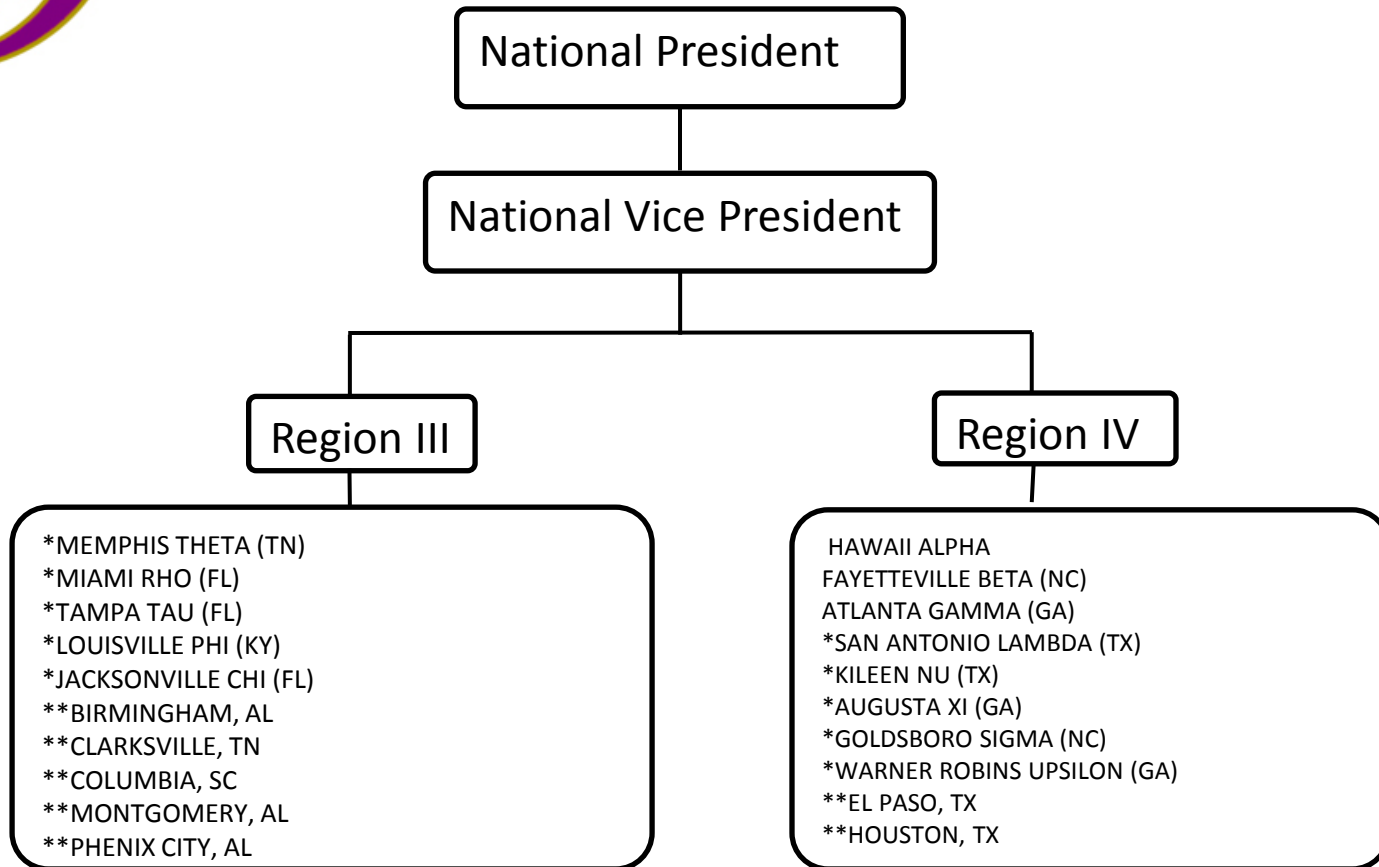 National President
National Vice President
Region III
Region IV
*MEMPHIS THETA (TN)
*MIAMI RHO (FL)
*TAMPA TAU (FL)
*LOUISVILLE PHI (KY)
*JACKSONVILLE CHI (FL)
**BIRMINGHAM, AL
**CLARKSVILLE, TN
**COLUMBIA, SC
**MONTGOMERY, AL
**PHENIX CITY, AL
HAWAII ALPHA
FAYETTEVILLE BETA (NC)
ATLANTA GAMMA (GA)
*SAN ANTONIO LAMBDA (TX)
*KILEEN NU (TX)
*AUGUSTA XI (GA)
*GOLDSBORO SIGMA (NC)
*WARNER ROBINS UPSILON (GA)
**EL PASO, TX
**HOUSTON, TX